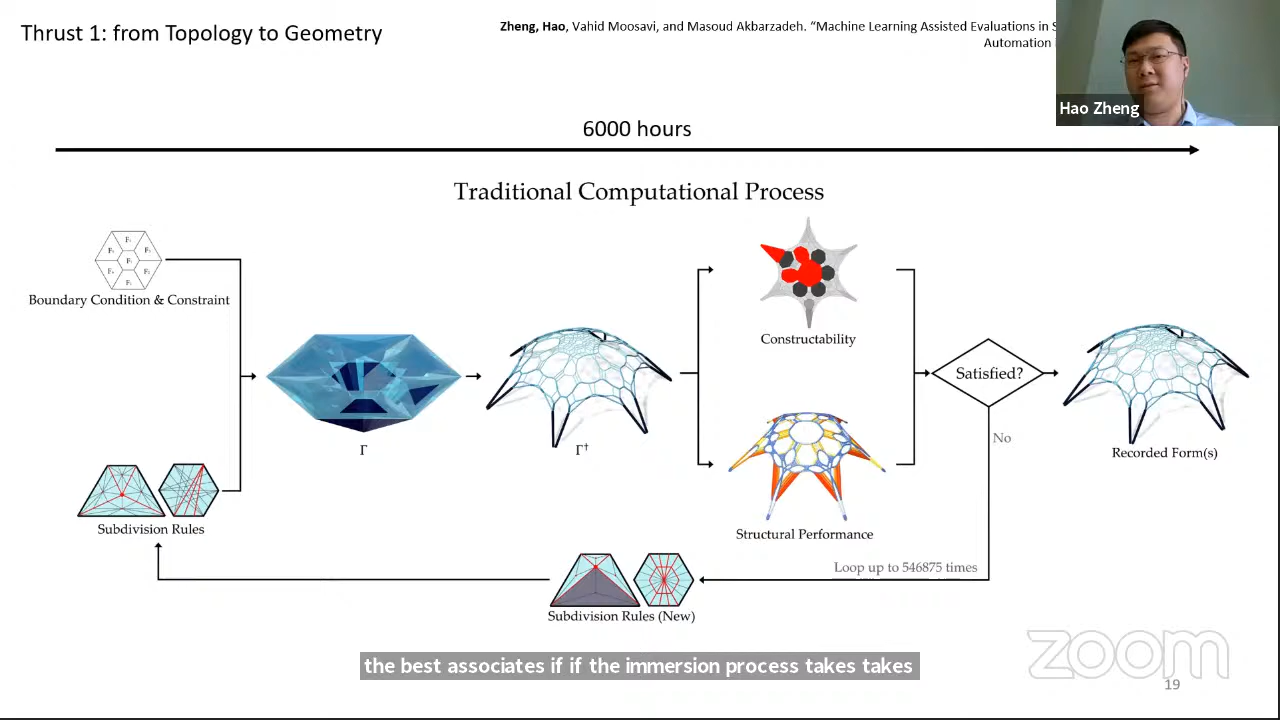 Thrust 1: from Topology to Geometry
Zheng, Hao, Vahid Moosavi, and Masoud Akbarzadeh. “Machine Learning Assisted Evaluations in S
Automation
Hao Zheng
6000 hours
Traditional Computational Process
Boundary Condition & Constraint
Constructability
Satisfied?
Γ
Γ†
No
Recorded Form(s)
Subdivision Rules
Structural Performance
Loop up to 546875 times
Subdivision Rules (New)
the best associates if if the immersion process takes takes
zoom
19